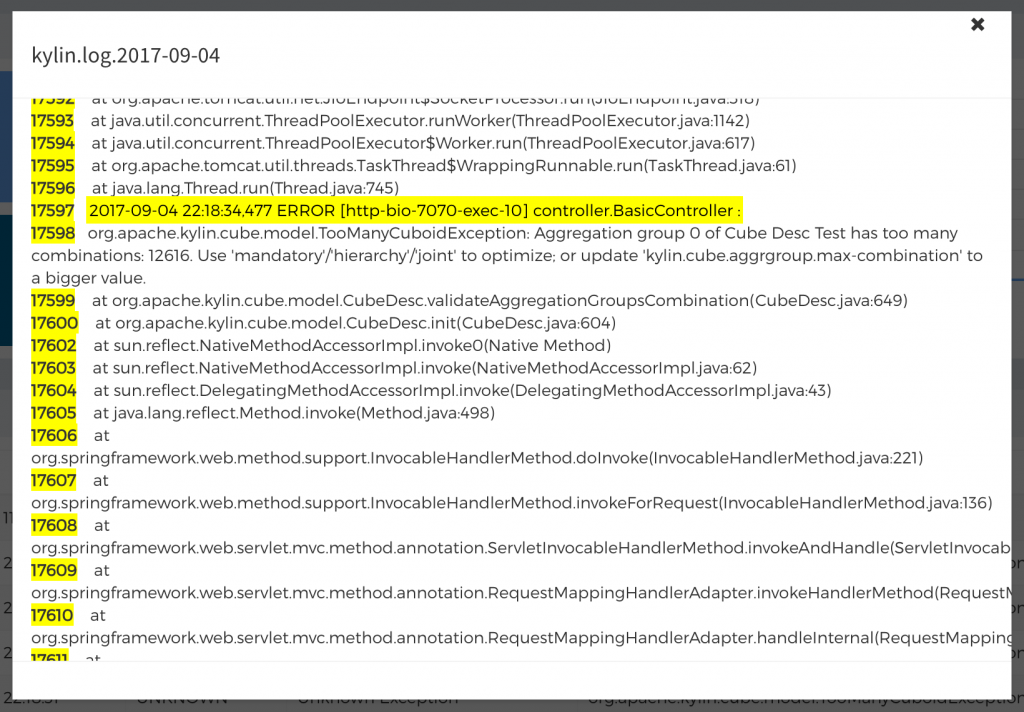 ✖
kylin.log.2017-09-04
17592 at org.apache.tomcat.util.net.JIoEndpoint$SocketProcessor.run(JIoEndpoint.java:318)
17593 at java.util.concurrent.ThreadPoolExecutor.runWorker(ThreadPoolExecutor.java:1142)
17594 at java.util.concurrent.ThreadPoolExecutor$Worker.run(ThreadPoolExecutor.java:617)
17595 at org.apache.tomcat.util.threads.TaskThread$WrappingRunnable.run(TaskThread.java:61)
17596 at java.lang.Thread.run(Thread.java:745)
17597 2017-09-04 22:18:34,477 ERROR [http-bio-7070-exec-10] controller.BasicController :
17598 org.apache.kylin.cube.model.TooManyCuboidException: Aggregation group 0 of Cube Desc Test has too many
combinations: 12616. Use 'mandatory'/'hierarchy'/'joint' to optimize; or update 'kylin.cube.aggrgroup.max-combination' to
a bigger value.
17599 at org.apache.kylin.cube.model.CubeDesc.validateAggregationGroupsCombination(CubeDesc.java:649)
17600 at org.apache.kylin.cube.model.CubeDesc.init(CubeDesc.java:604)
17602 at sun.reflect.NativeMethodAccessorImpl.invoke0(Native Method)
17603 at sun.reflect.NativeMethodAccessorImpl.invoke(NativeMethodAccessorImpl.java:62)
17604 at sun.reflect.DelegatingMethodAccessorImpl.invoke(DelegatingMethodAccessorImpl.java:43)
17605 at java.lang.reflect.Method.invoke(Method.java:498)
17606 at
org.springframework.web.method.support.InvocableHandlerMethod.doInvoke(InvocableHandlerMethod.java:221)
17607 at
org.springframework.web.method.support.InvocableHandlerMethod.invokeForRequest(InvocableHandlerMethod.java:136)
17608 at
org.springframework.web.servlet.mvc.method.annotation.ServletInvocableHandlerMethod.invokeAndHandle(ServletInvocab
17609 at
org.springframework.web.servlet.mvc.method.annotation.RequestMappingHandlerAdapter.invokeHandlerMethod(RequestM
17610 at
org.springframework.web.servlet.mvc.method.annotation.RequestMappingHandlerAdapter.handleInternal(RequestMapping
17611 at
22:18:31 UNKNOWN Unknown Exception org.apache.kylin.cube.model.TooManyCuboidException